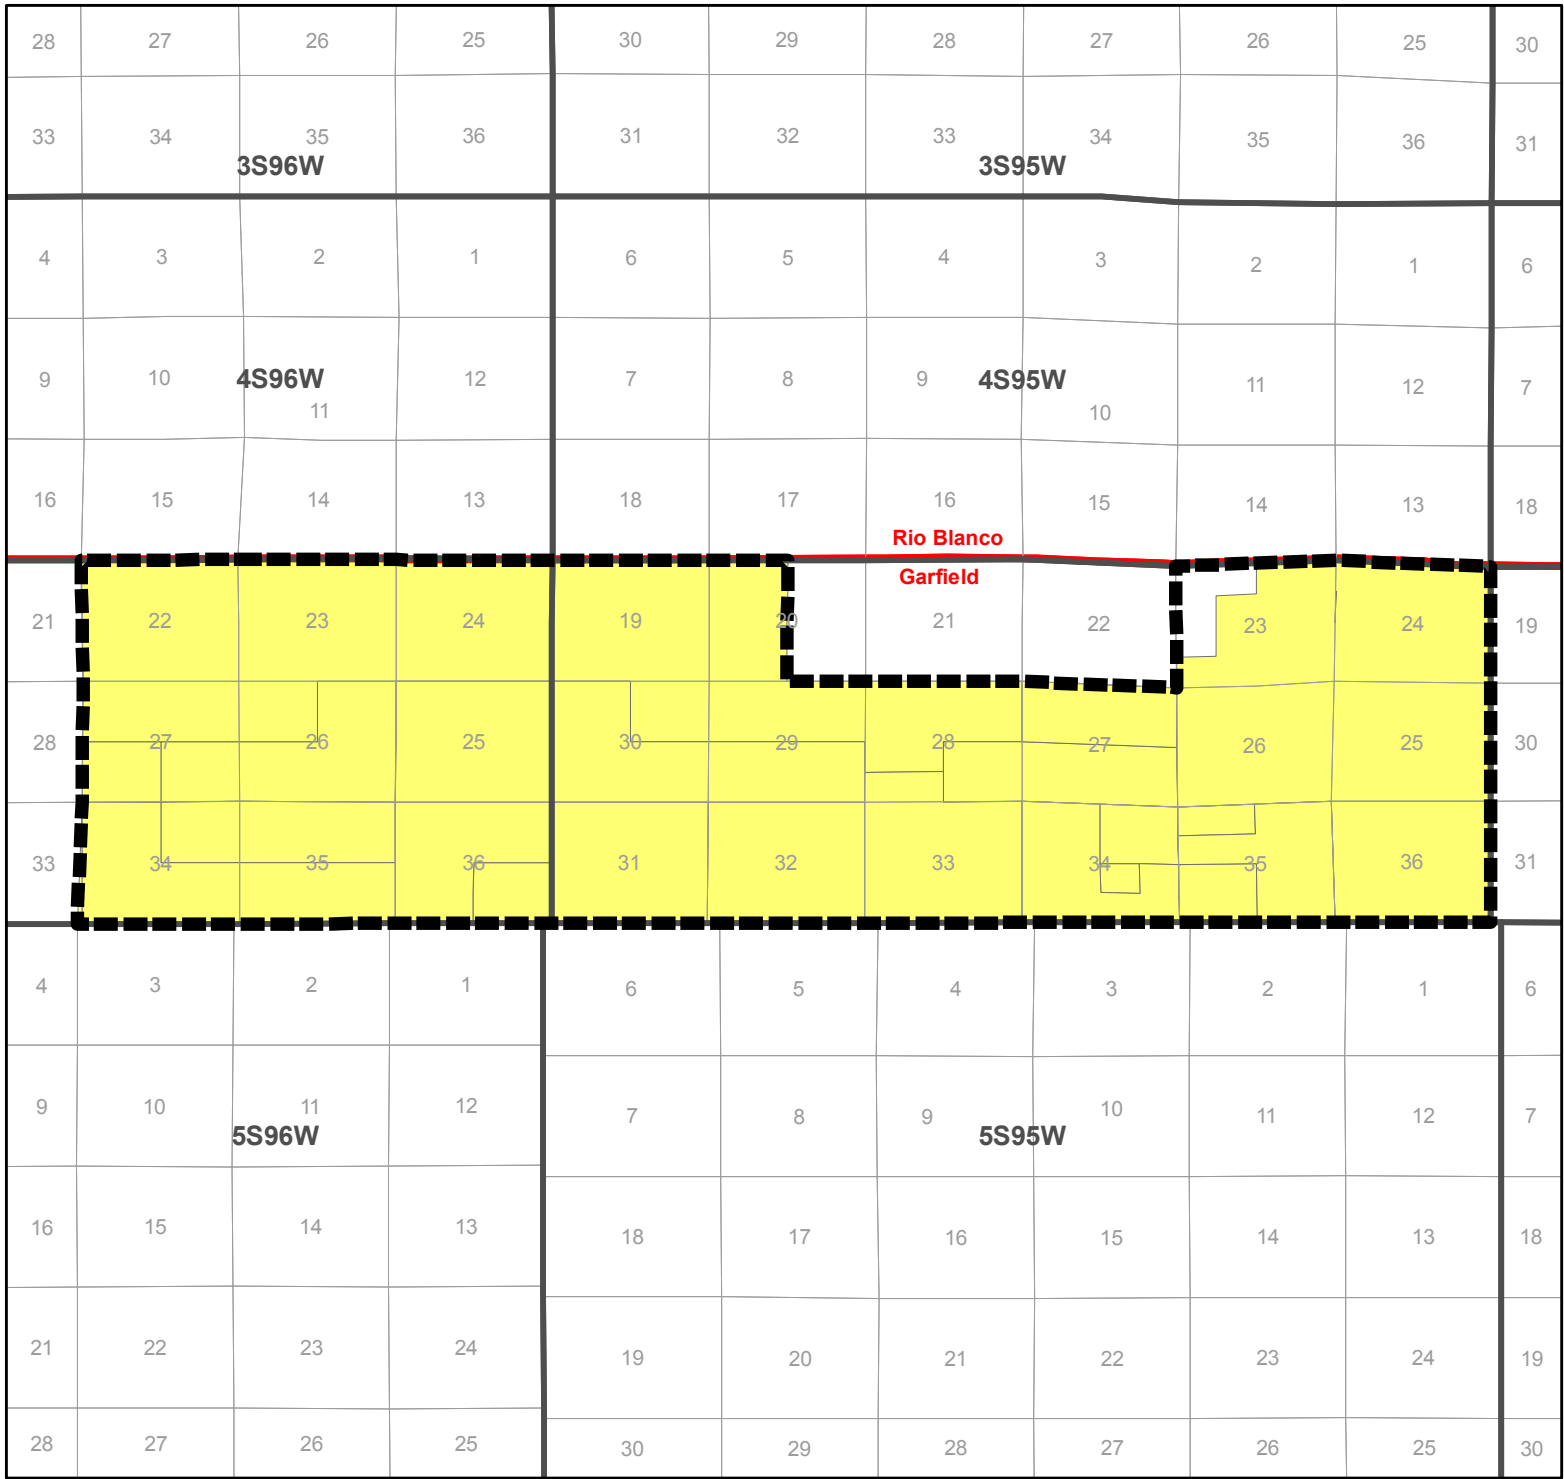 28 27 26 25 30 29 28 27 26 25 30
33 34 35 36 31 32 33 34 35 36 31
3S96W 3S95W
4 3 2 1 6 5 4 3 2 1 6
9 10 4S96W 12 7 8 9 4S95W 11 12 7
11 10
16 15 14 13 18 17 16 15 14 13 18
Rio Blanco
Garfield
21 22 23 24 19 20 21 22 23 24 19
28 27 26 25 30 29 28 27 26 25 30
33 34 35 36 31 32 33 34 35 36 31
4 3 2 1 6 5 4 3 2 1 6
9 10 11 12 7 8 9 10 11 12 7
5S96W 5S95W
16 15 14 13 18 17 16 15 14 13 18
21 22 23 24 19 20 21 22 23 24 19
28 27 26 25 30 29 28 27 26 25 30